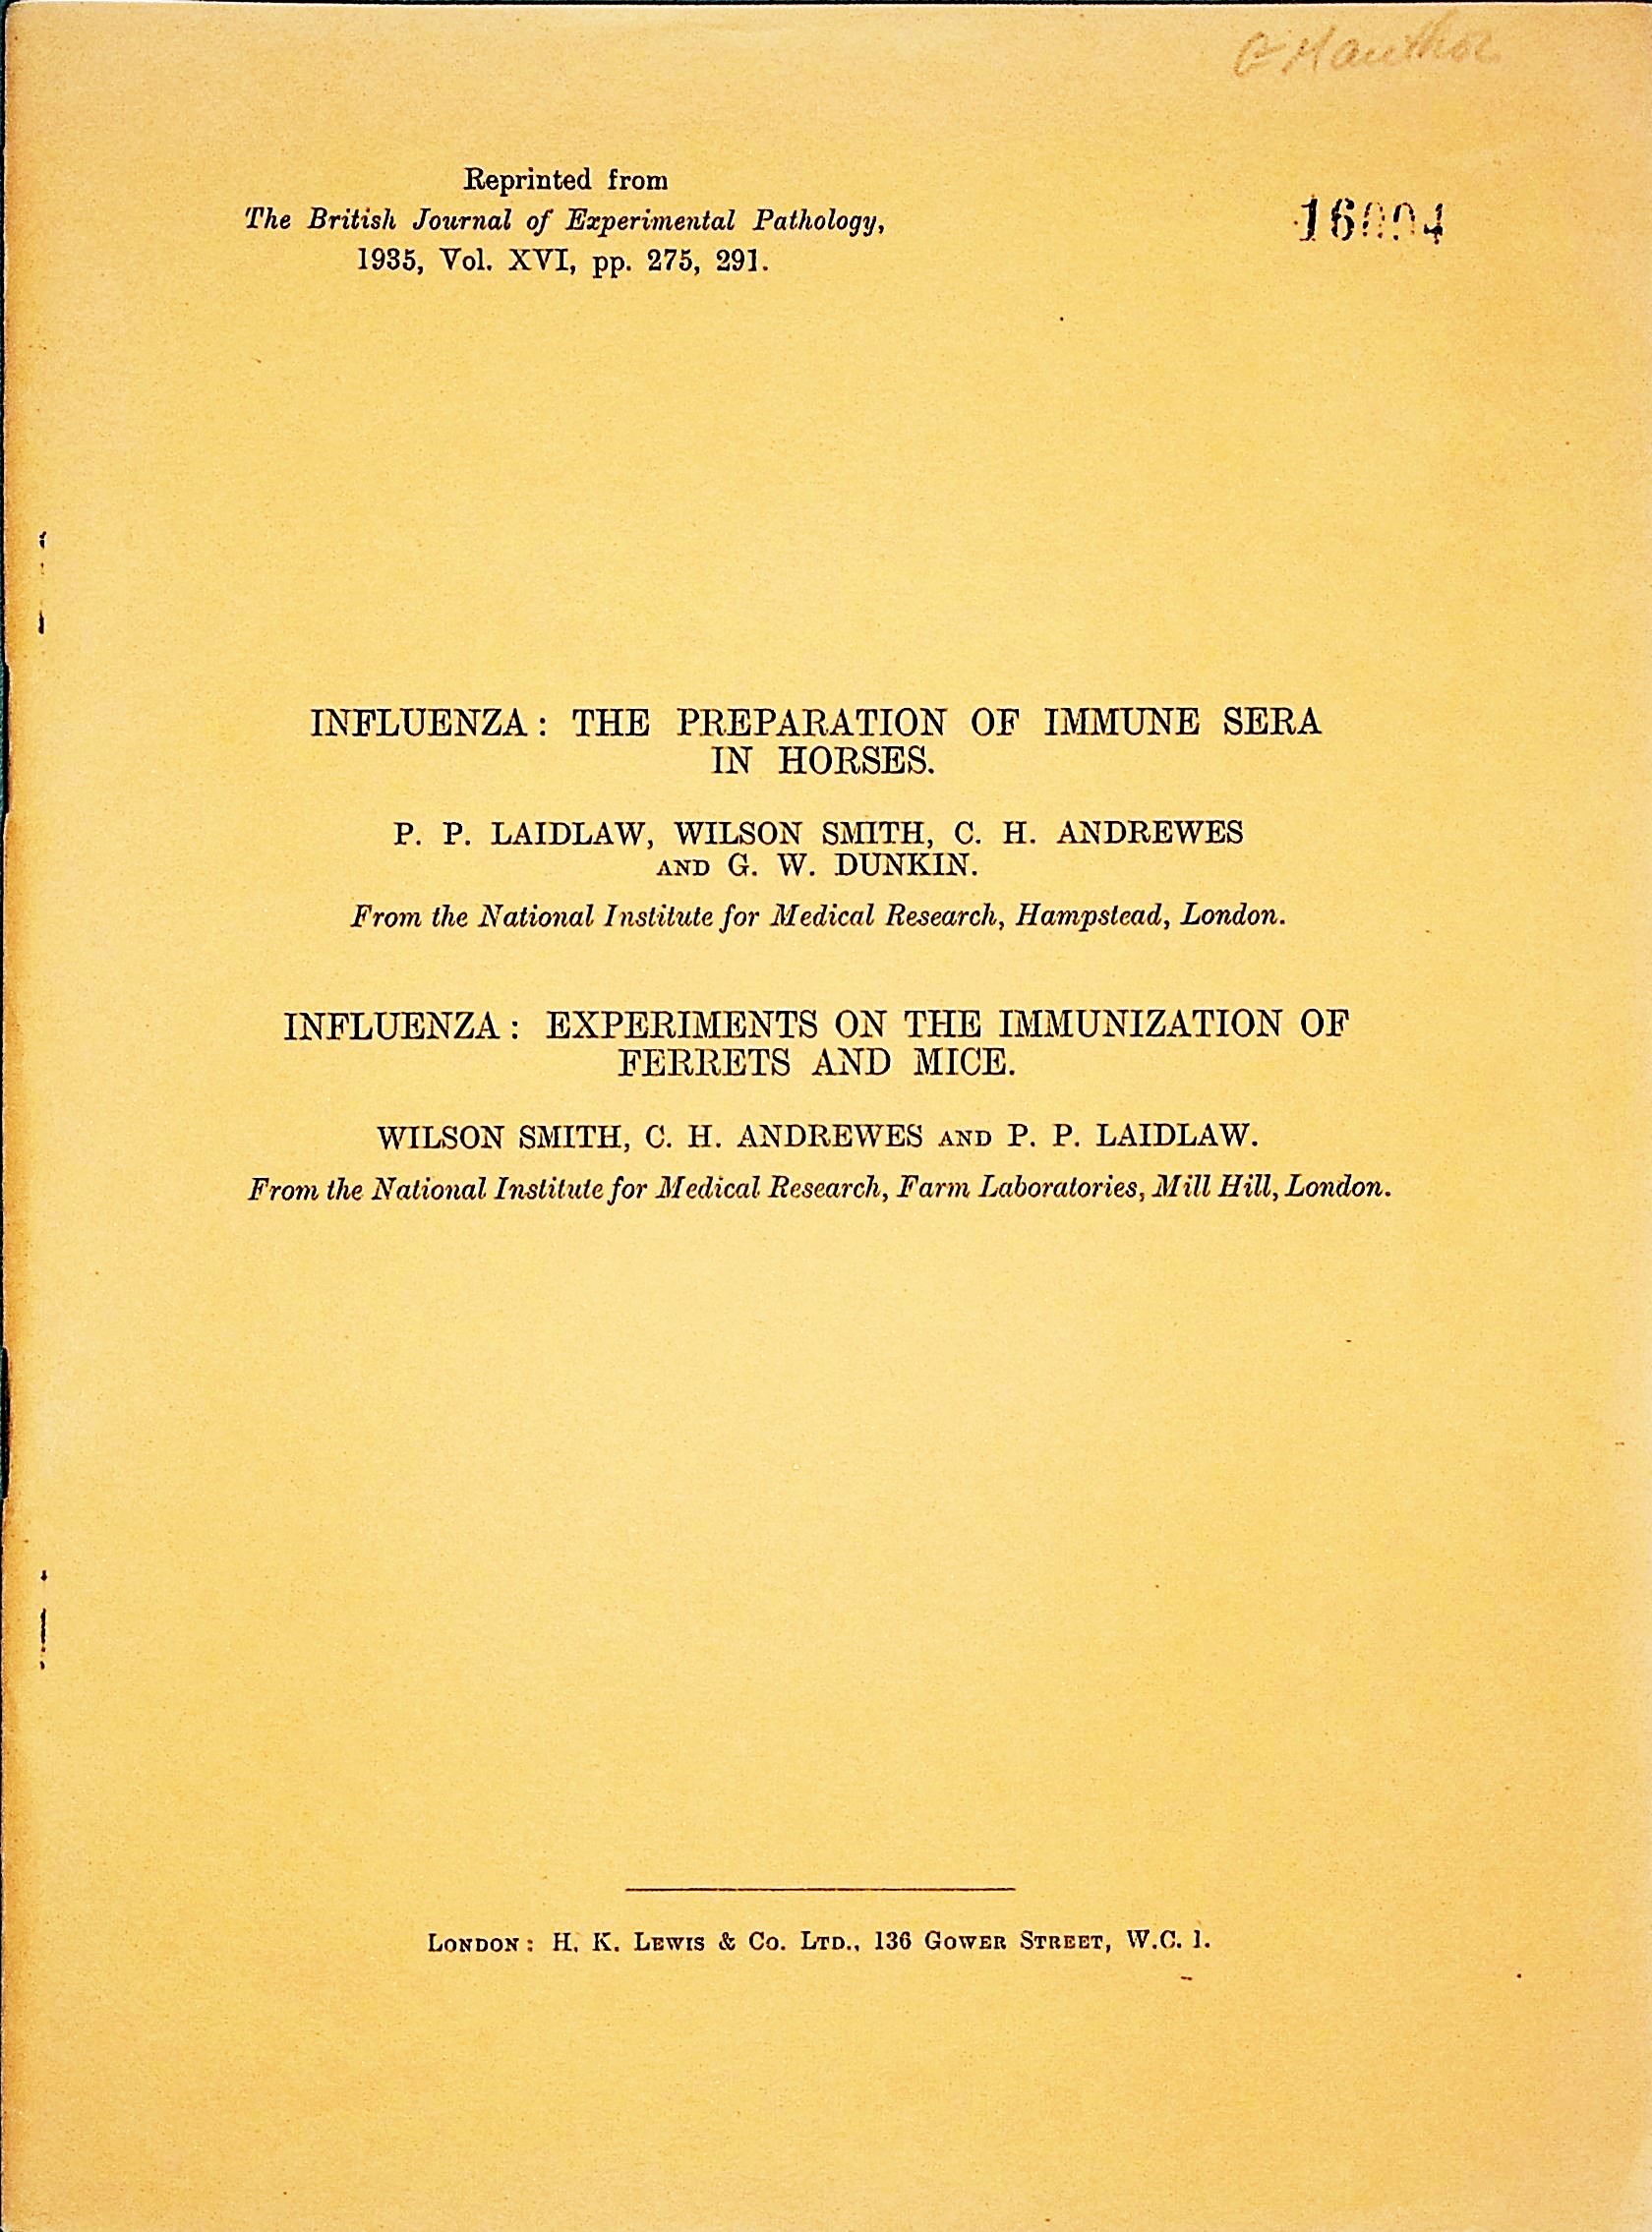 Reprinted from
The British Journal of Experimental Pathology,
1935, Vol. XVI, pp. 275, 291.
INFLUENZA: THE PREPARATION OF IMMUNE SERA
IN HORSES.
P. P. LAIDLAW, WILSON SMITH, C. H. ANDREWES
AND G. W. DUNKIN.
From the National Institute for Medical Research, Hampstead, London.
INFLUENZA: EXPERIMENTS ON THE IMMUNIZATION OF
FERRETS AND MICE.
WILSON SMITH, C. H. ANDREWES AND P. P. LAIDLAW.
From the National Institute for Medical Research, Farm Laboratories, Mill Hill, London.
LONDON: H. K. LEWIS & CO. LTD., 136 GOWER STREET, W.C. 1.